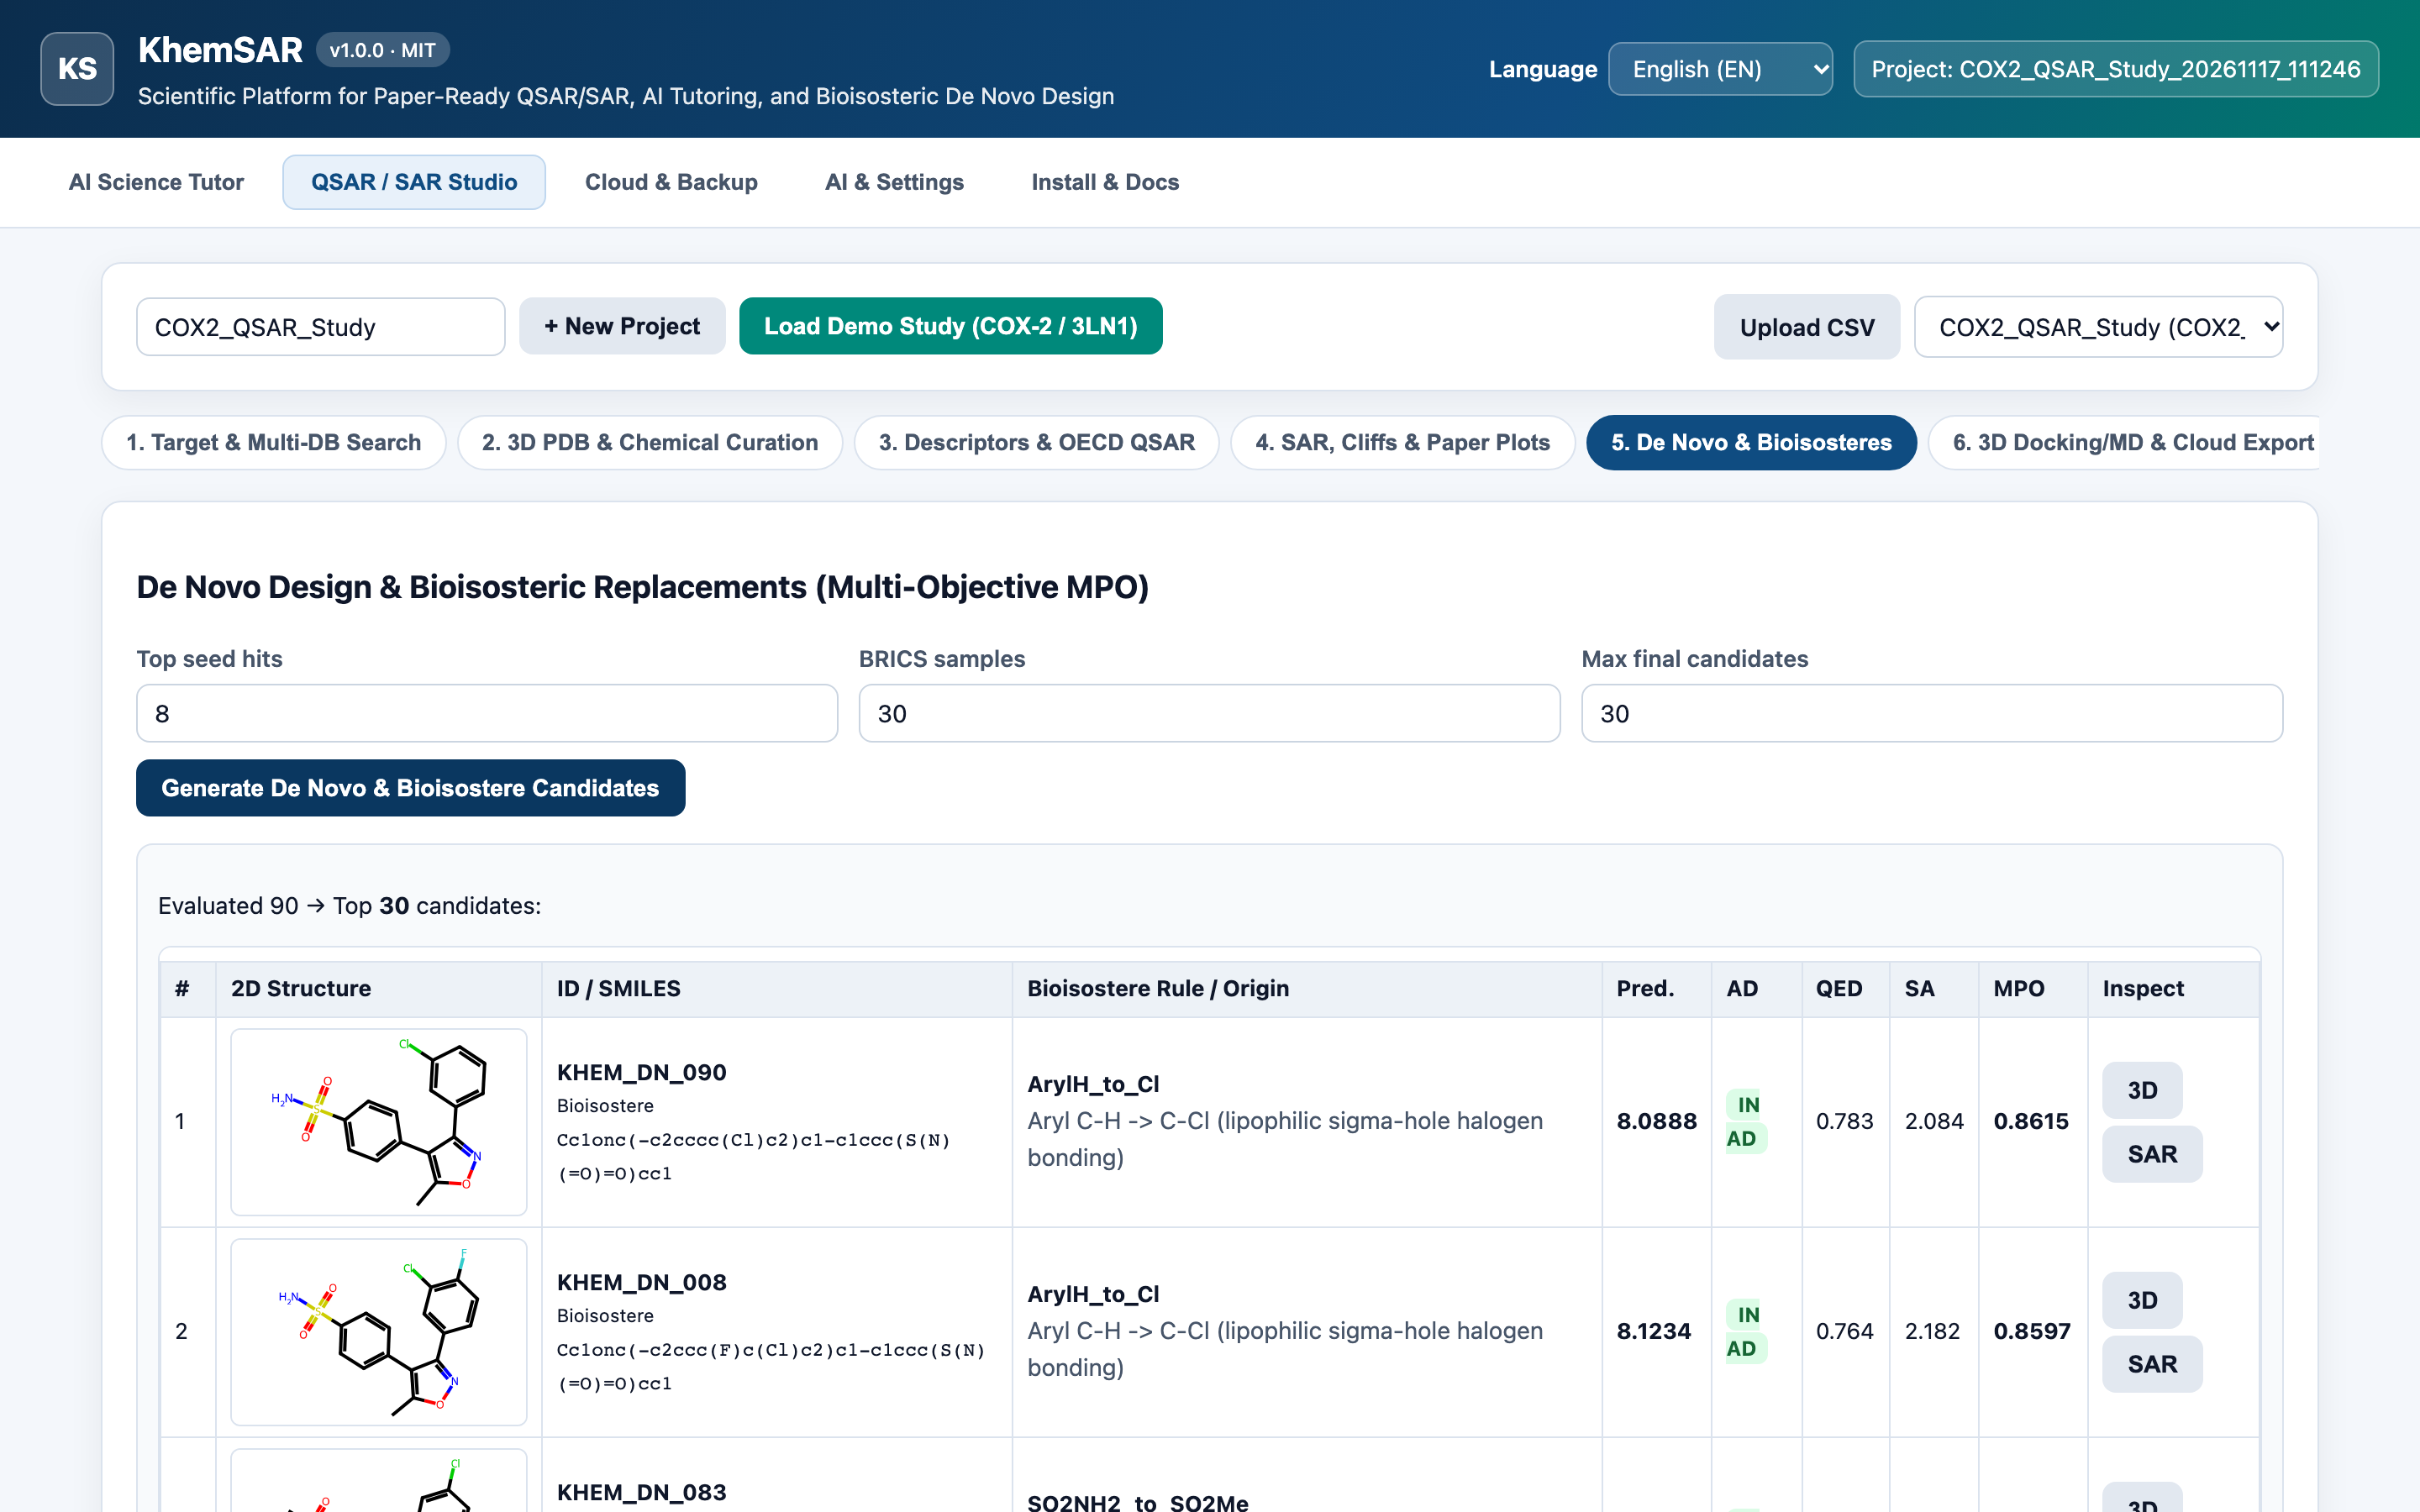 KS
KhemSAR v1.0.0 · MIT
Scientific Platform for Paper-Ready QSAR/SAR, AI Tutoring, and Bioisosteric De Novo Design
Language English (EN) Project: COX2_QSAR_Study_20261117_111246
AI Science Tutor QSAR / SAR Studio Cloud & Backup AI & Settings Install & Docs
COX2_QSAR_Study + New Project Load Demo Study (COX-2 / 3LN1) Upload CSV COX2_QSAR_Study (COX2_
1. Target & Multi-DB Search 2. 3D PDB & Chemical Curation 3. Descriptors & OECD QSAR 4. SAR, Cliffs & Paper Plots 5. De Novo & Bioisosteres 6. 3D Docking/MD & Cloud Export
De Novo Design & Bioisosteric Replacements (Multi-Objective MPO)
Top seed hits BRICS samples Max final candidates
8 30 30
Generate De Novo & Bioisostere Candidates
Evaluated 90 → Top 30 candidates:
# 2D Structure ID / SMILES Bioisostere Rule / Origin Pred. AD QED SA MPO Inspect
1
Cl
H₂N
O
S
O
N
O
KHEM_DN_090
Bioisostere
Cc1onc(-c2cccc(Cl)c2)c1-c1ccc(S(N)
(=O)=O)cc1
ArylH_to_Cl
Aryl C-H -> C-Cl (lipophilic sigma-hole halogen
bonding)
8.0888
IN
AD
0.783 2.084 0.8615
3D
SAR
2
F
Cl
H₂N
O
S
O
N
O
KHEM_DN_008
Bioisostere
Cc1onc(-c2ccc(F)c(Cl)c2)c1-c1ccc(S(N)
(=O)=O)cc1
ArylH_to_Cl
Aryl C-H -> C-Cl (lipophilic sigma-hole halogen
bonding)
8.1234
IN
AD
0.764 2.182 0.8597
3D
SAR
Cl
O
KHEM_DN_083
SO2NH2_to_SO2Me
3D